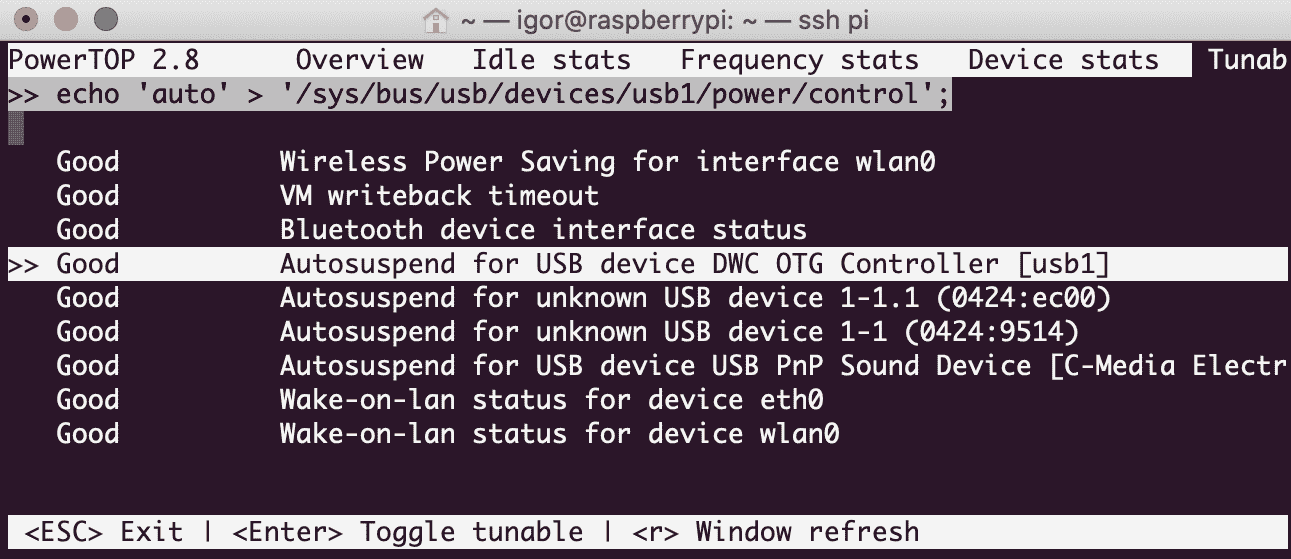 ~ — igor@raspberrypi: ~ — ssh pi
PowerTOP 2.8 Overview Idle stats Frequency stats Device stats Tunab
>> echo 'auto' > '/sys/bus/usb/devices/usb1/power/control';
Good Wireless Power Saving for interface wlan0
Good VM writeback timeout
Good Bluetooth device interface status
>> Good Autosuspend for USB device DWC OTG Controller [usb1]
Good Autosuspend for unknown USB device 1-1.1 (0424:ec00)
Good Autosuspend for unknown USB device 1-1 (0424:9514)
Good Autosuspend for USB device USB PnP Sound Device [C-Media Electr
Good Wake-on-lan status for device eth0
Good Wake-on-lan status for device wlan0
<ESC> Exit | <Enter> Toggle tunable | <r> Window refresh